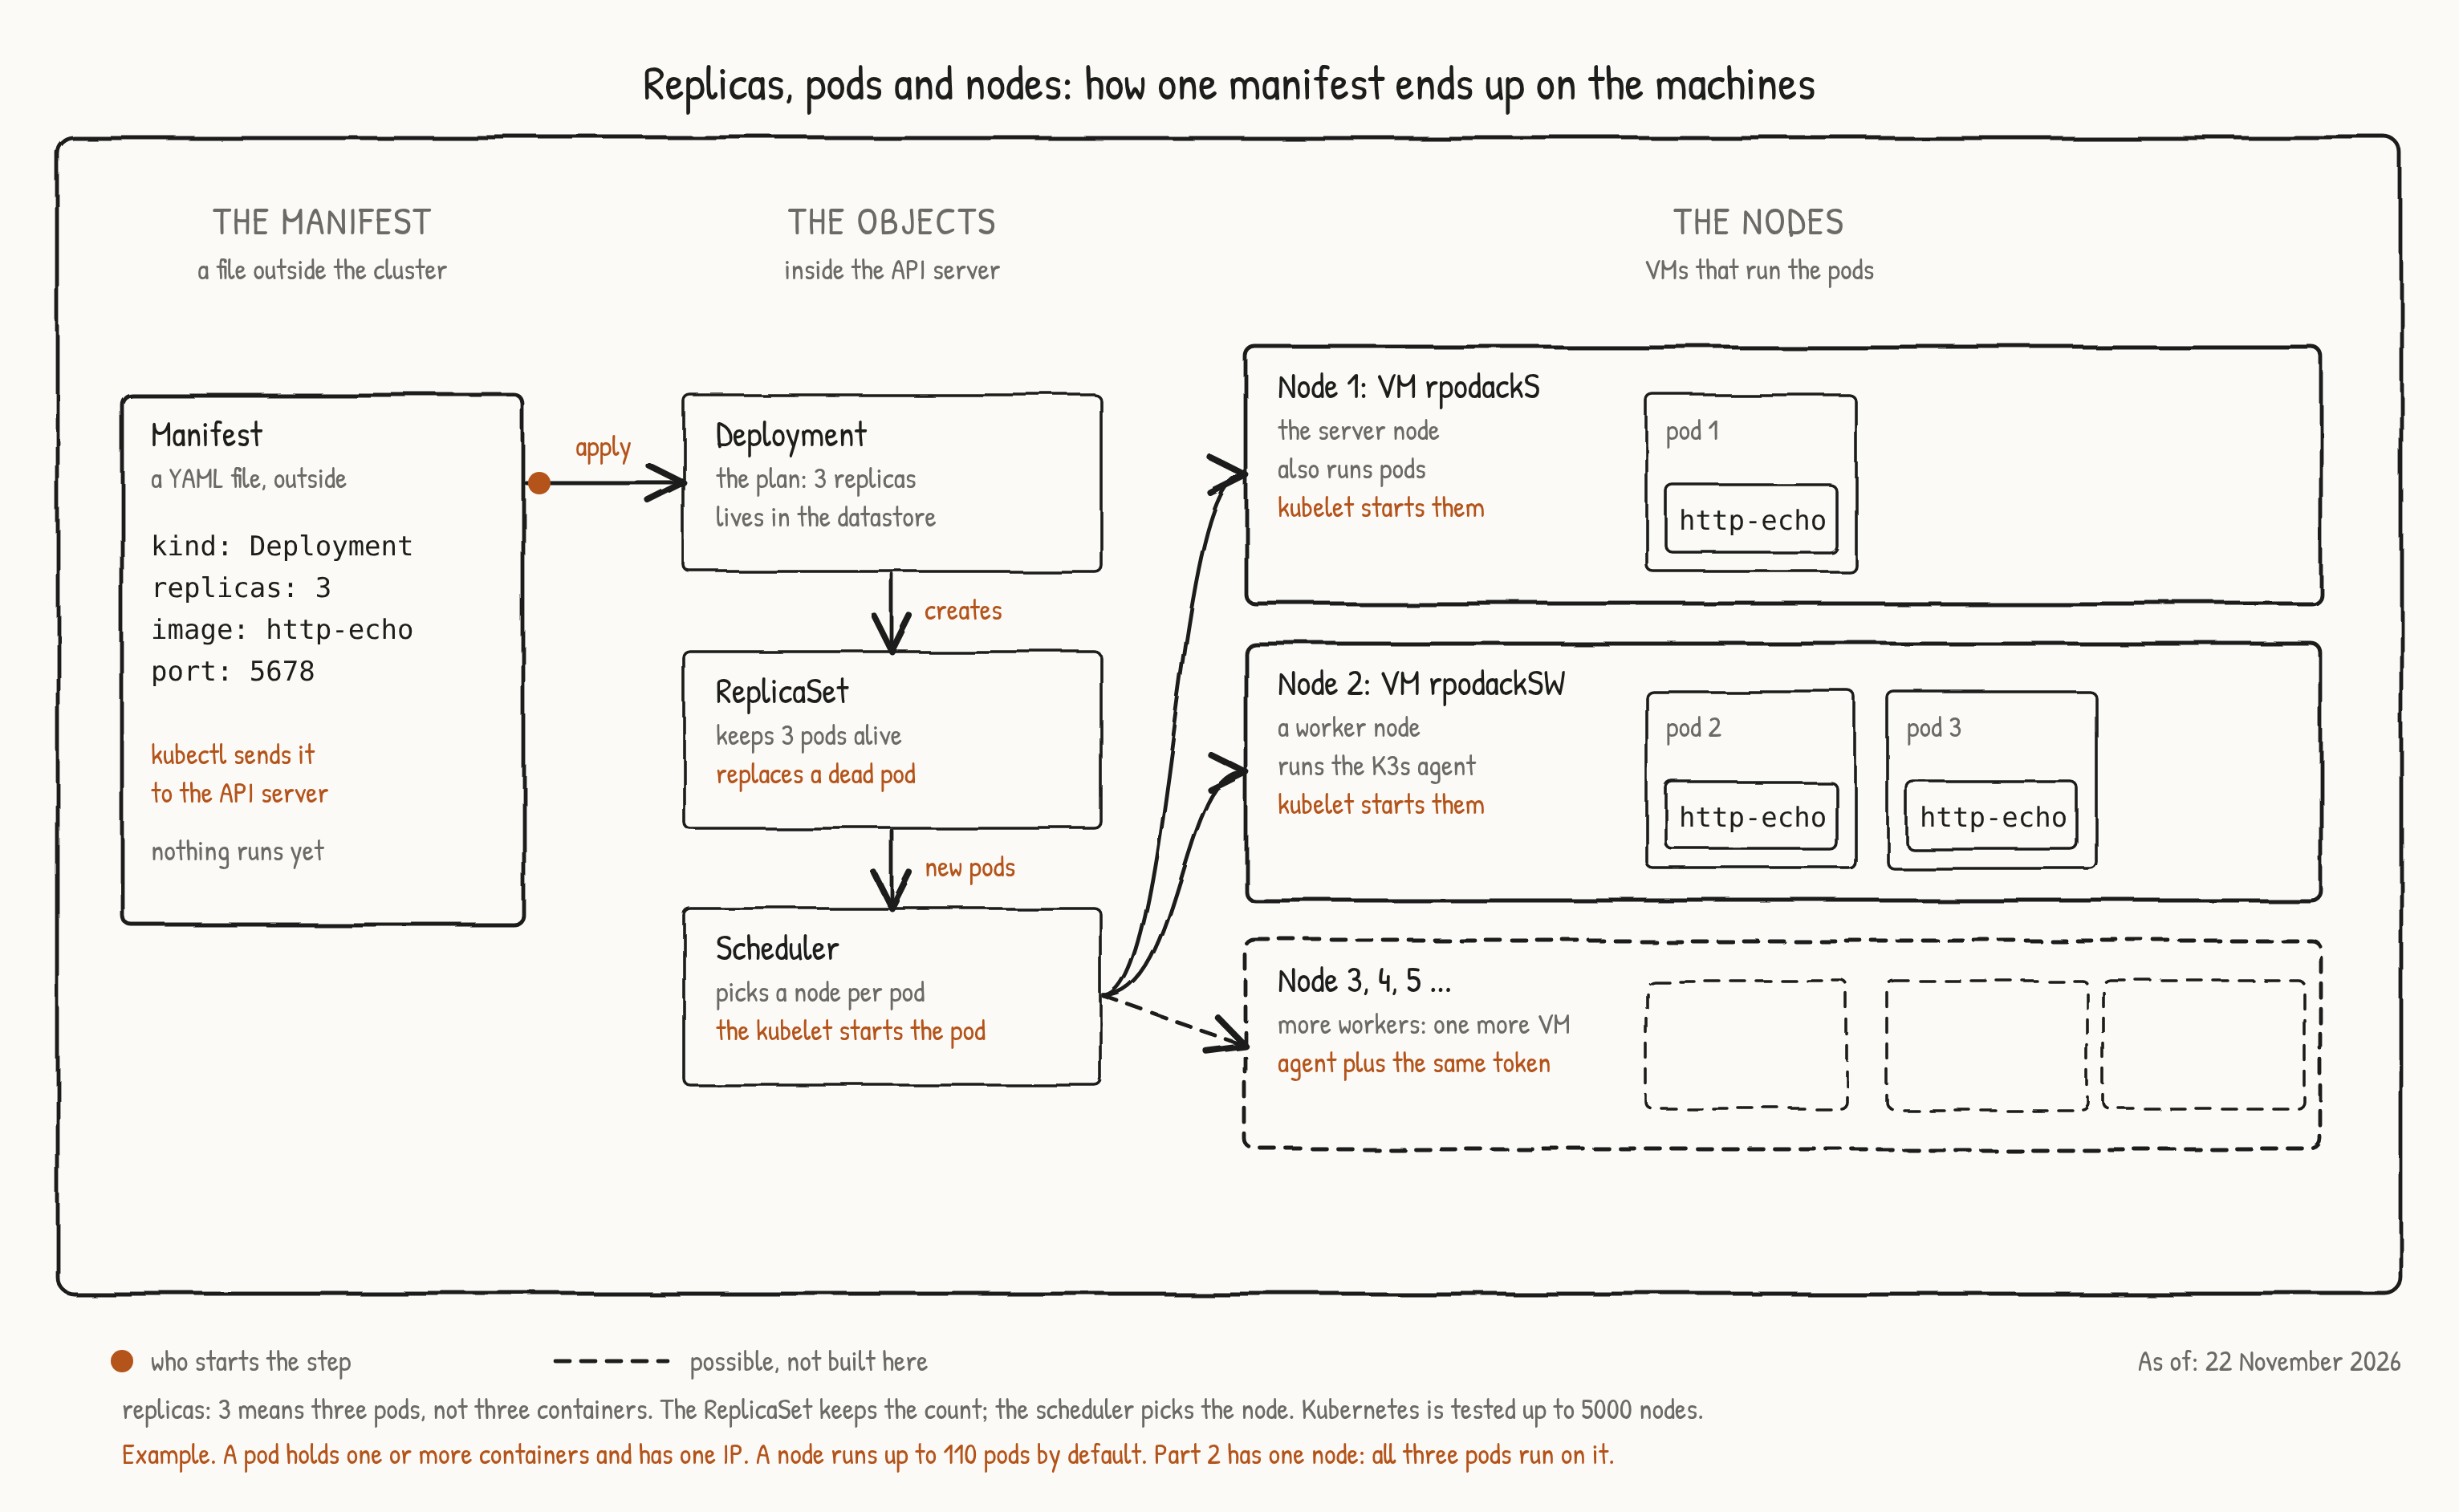 Replicas, pods and nodes: how one manifest ends up on the machines
THE MANIFEST
a file outside the cluster
THE OBJECTS
inside the API server
THE NODES
VMs that run the pods
Manifest
a YAML file, outside
kind: Deployment
replicas: 3
image: http-echo
port: 5678
kubectl sends it
to the API server
nothing runs yet
apply
Deployment
the plan: 3 replicas
lives in the datastore
creates
ReplicaSet
keeps 3 pods alive
replaces a dead pod
new pods
Scheduler
picks a node per pod
the kubelet starts the pod
Node 1: VM rpodackS
the server node
also runs pods
kubelet starts them
pod 1
http-echo
Node 2: VM rpodackSW
a worker node
runs the K3s agent
kubelet starts them
pod 2
http-echo
pod 3
http-echo
Node 3, 4, 5 ...
more workers: one more VM
agent plus the same token
who starts the step
possible, not built here
As of: 22 November 2026
replicas: 3 means three pods, not three containers. The ReplicaSet keeps the count; the scheduler picks the node. Kubernetes is tested up to 5000 nodes.
Example. A pod holds one or more containers and has one IP. A node runs up to 110 pods by default. Part 2 has one node: all three pods run on it.